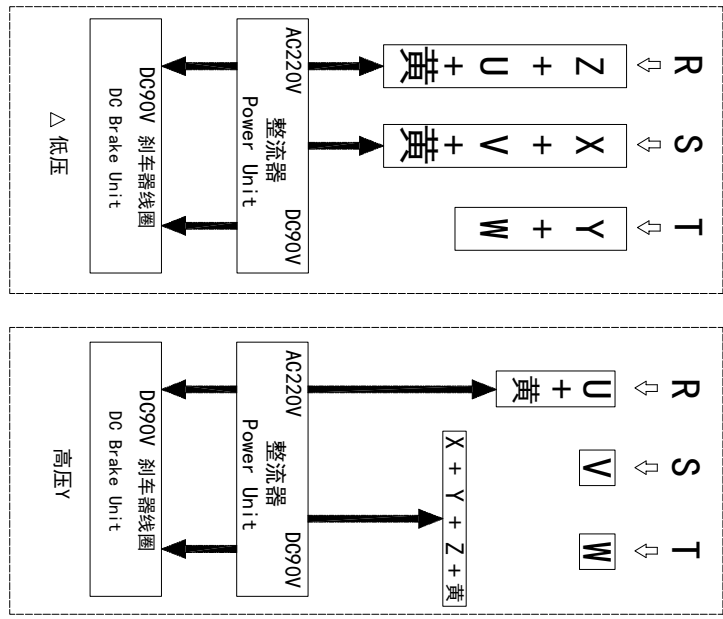 R S T
Z + U + 黄
X + V + 黄
Y + W
AC220V 整流器 DC90V
Power Unit
DC90V 刹车器线圈
DC Brake Unit
△ 低压
R S T
U + 黄
V
W
X + Y + Z + 黄
AC220V 整流器 DC90V
Power Unit
DC90V 刹车器线圈
DC Brake Unit
高压Y